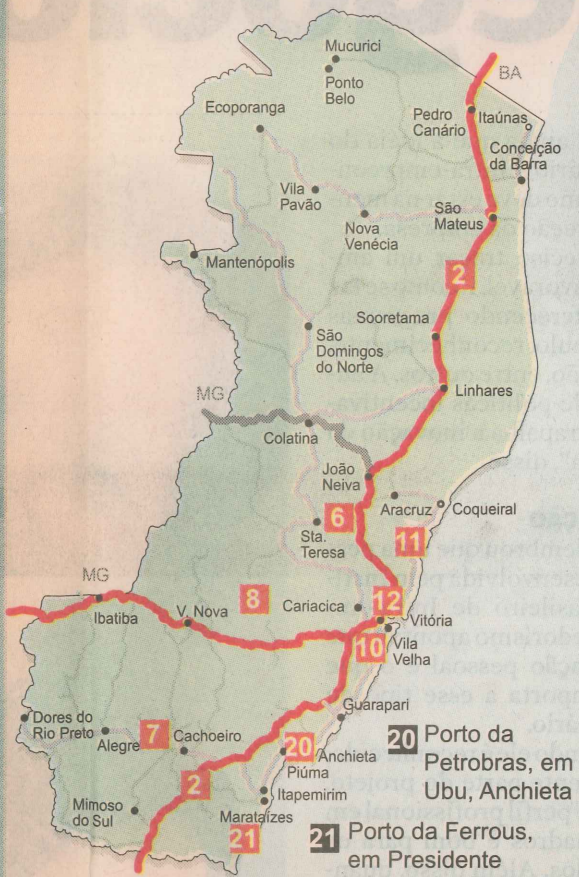 Mucurici
Ponto
Belo
BA
Ecoporanga
Pedro
Canário
Itaúnas
Conceição
da Barra
Vila
Pavão
Nova
Venécia
São
Mateus
Mantenópolis
2
Sooretama
São
Domingos
do Norte
Linhares
MG
Colatina
João
Neiva
6
Aracruz
Coqueiral
Sta.
Teresa
11
MG
8
Cariacica
12
Vitória
Ibatiba
V. Nova
10
Vila
Velha
Guarapari
Dores do
Rio Preto
Alegre
7
Cachoeiro
20
Anchieta
Piúma
2
Itapemirim
Mimoso
do Sul
Marataízes
21
20 Porto da
Petrobras, em
Ubu, Anchieta
21 Porto da Ferrous,
em Presidente